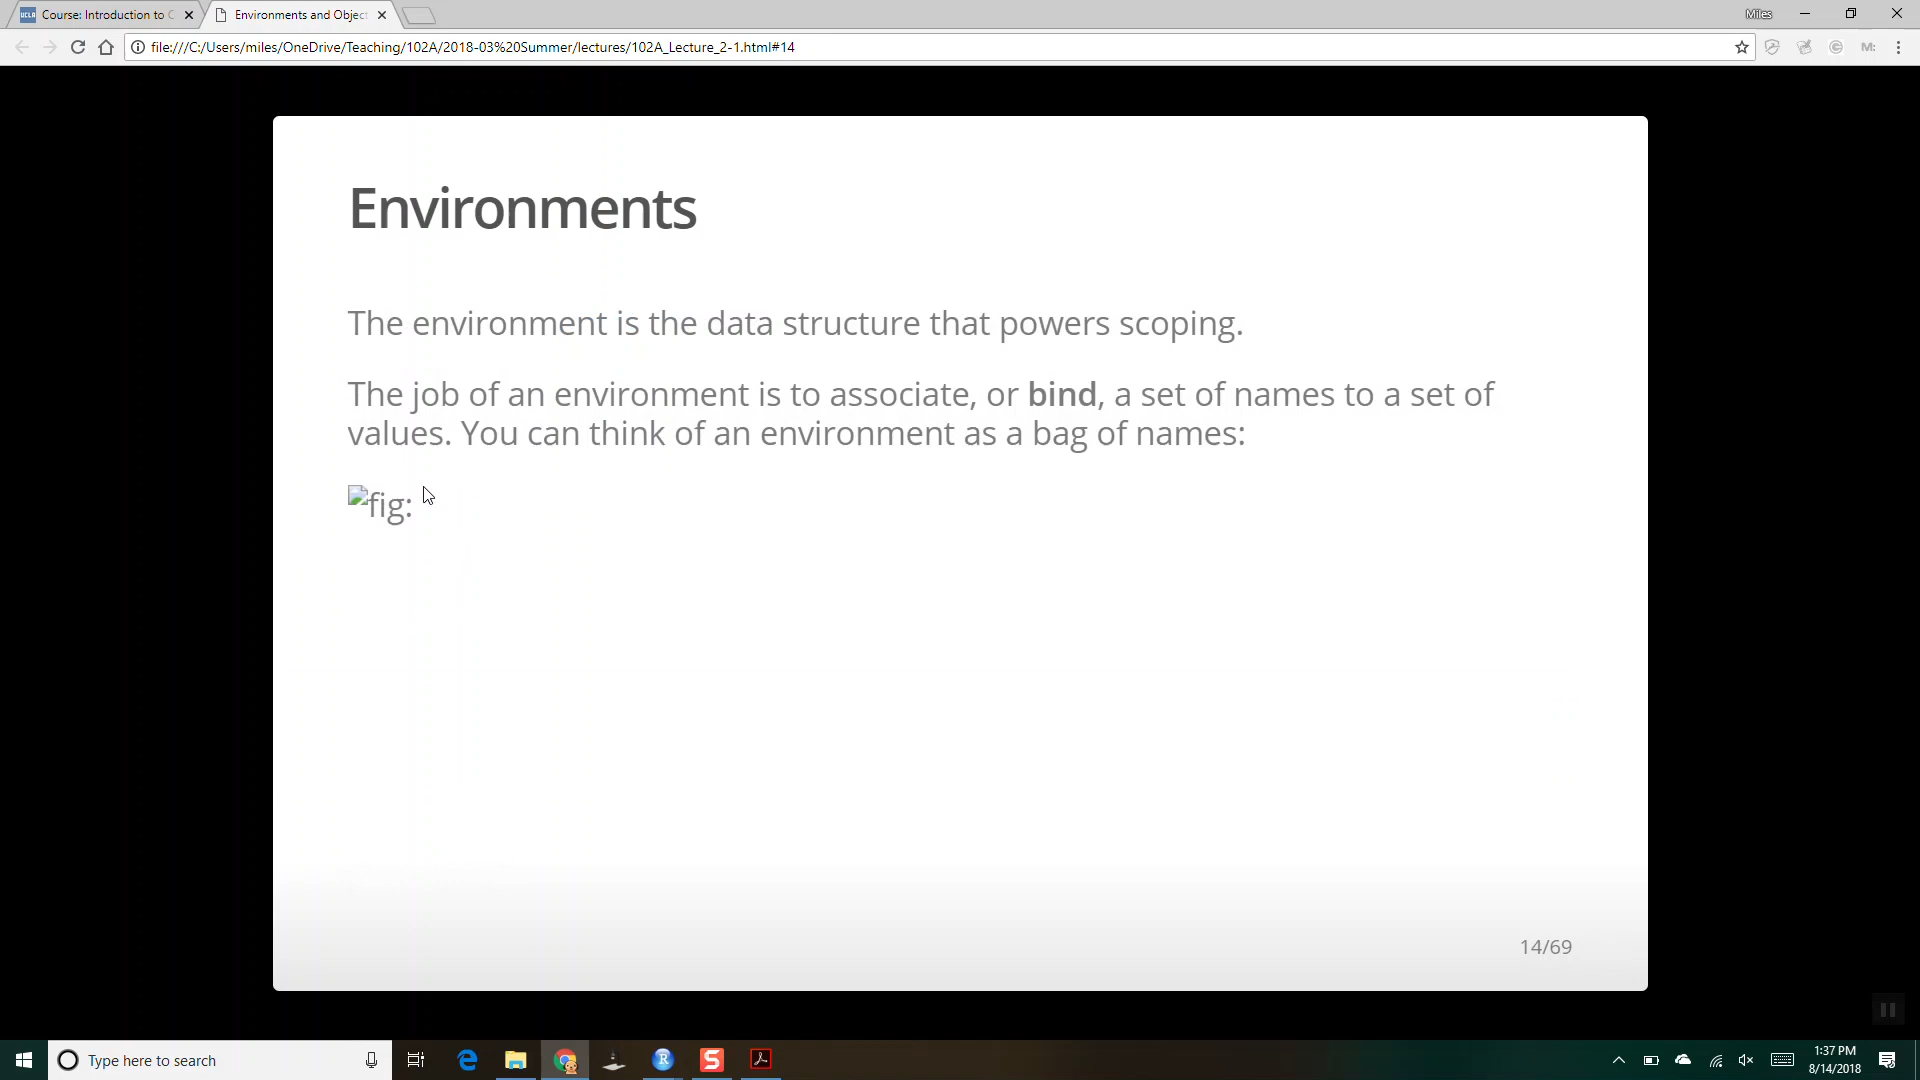 UCLA Course: Introduction to C
Environments and Object
Miles
file:///C:/Users/miles/OneDrive/Teaching/102A/2018-03%20Summer/lectures/102A_Lecture_2-1.html#14
M:
Environments
The environment is the data structure that powers scoping.
The job of an environment is to associate, or bind, a set of names to a set of
values. You can think of an environment as a bag of names:
fig:
14/69
Type here to search
1:37 PM
8/14/2018